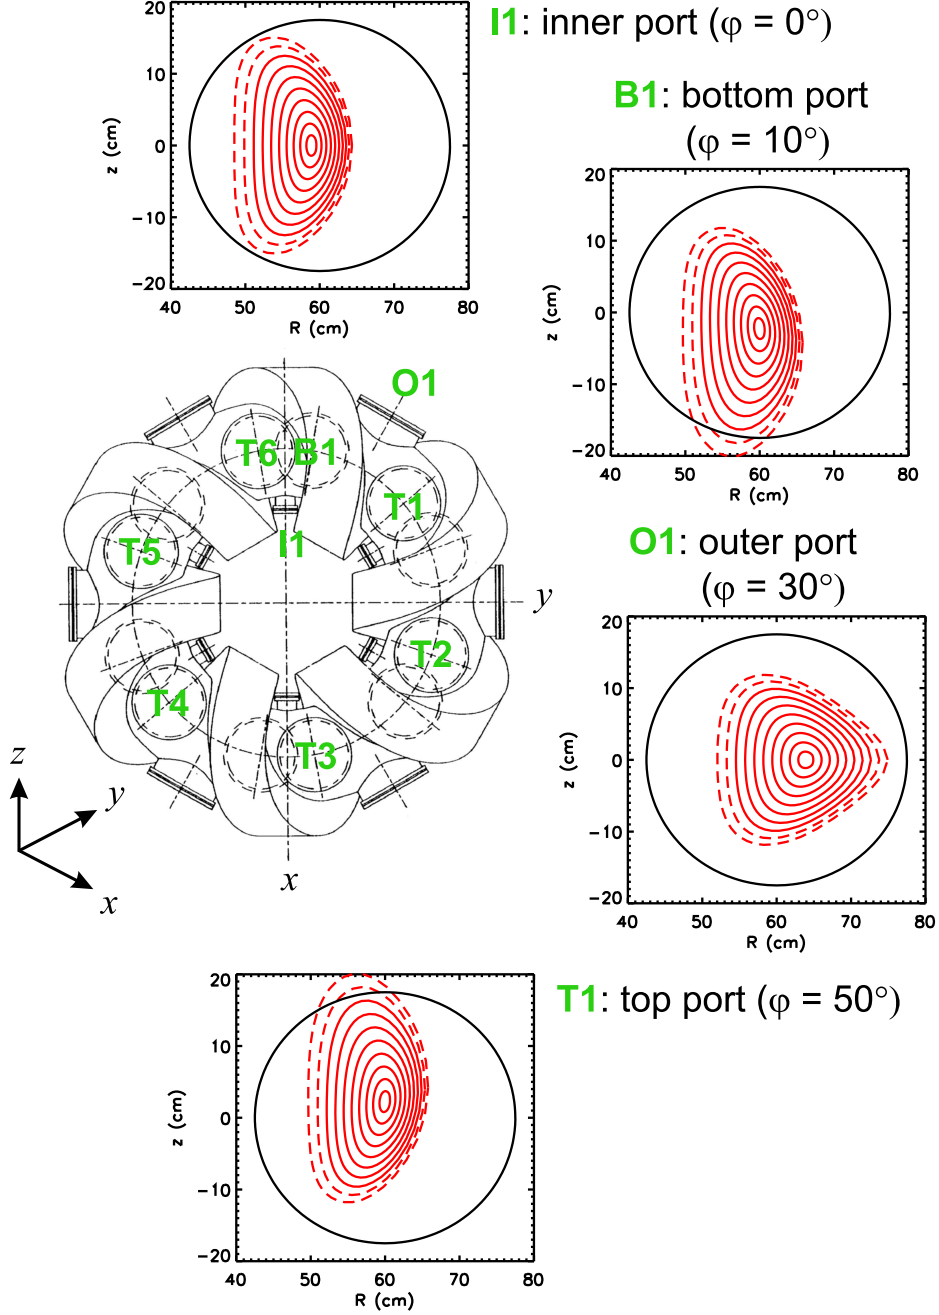 I1: inner port (φ = 0°)
20
10
0
−10
−20
z (cm)
40 50 60 70 80
R (cm)
B1: bottom port
(φ = 10°)
20
10
0
−10
−20
z (cm)
40 50 60 70 80
R (cm)
O1
T6 B1
T1
I1
T5
y
T2
T4
T3
x
z
y
x
O1: outer port
(φ = 30°)
20
10
0
−10
−20
z (cm)
40 50 60 70 80
R (cm)
T1: top port (φ = 50°)
20
10
0
−10
−20
z (cm)
40 50 60 70 80
R (cm)